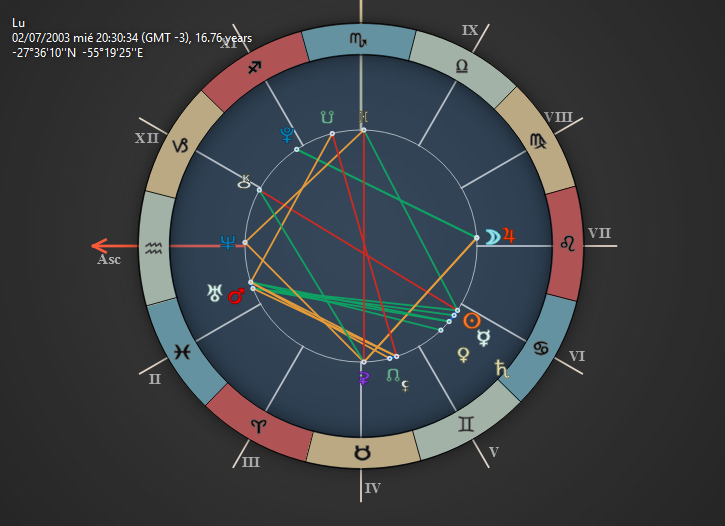 Lu
02/07/2003 mié 20:30:34 (GMT -3), 16.76 years
-27°36'10''N  -55°19'25''E
XI
IX
VIII
XII
VII
Asc
VI
II
III
V
IV